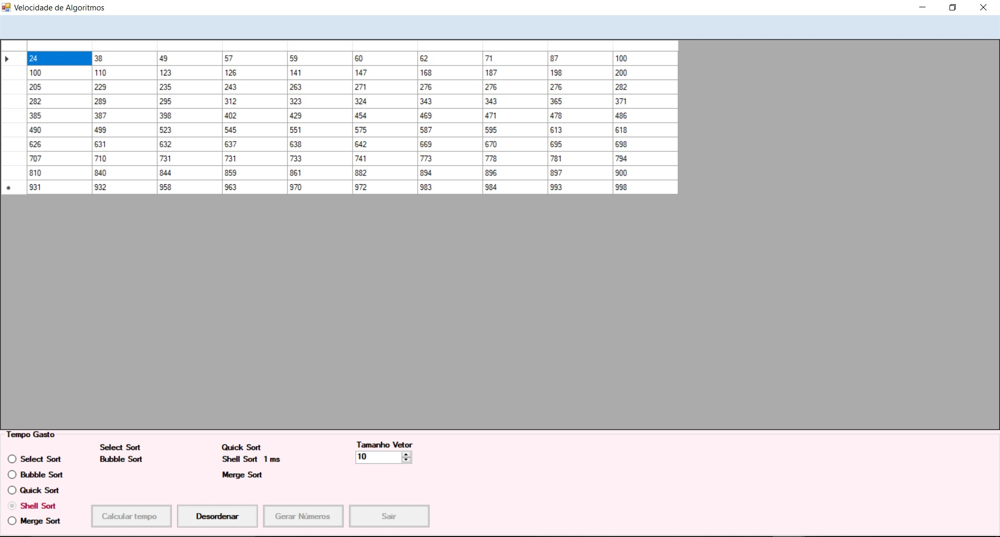 Velocidade de Algoritmos
24 38 49 57 59 60 62 71 87 100
100 110 123 126 141 147 168 187 198 200
205 229 235 243 263 271 276 276 276 282
282 289 295 312 323 324 343 343 365 371
385 387 398 402 429 454 469 471 478 486
490 499 523 545 551 575 587 595 613 618
626 631 632 637 638 642 669 670 695 698
707 710 731 731 733 741 773 778 781 794
810 840 844 859 861 882 894 896 897 900
931 932 958 963 970 972 983 984 993 998
Tempo Gasto
Select Sort
Bubble Sort
Quick Sort
Shell Sort
Merge Sort
Select Sort
Bubble Sort
Quick Sort
Shell Sort 1 ms
Merge Sort
Tamanho Vetor
10
Calcular tempo
Desordenar
Gerar Números
Sair